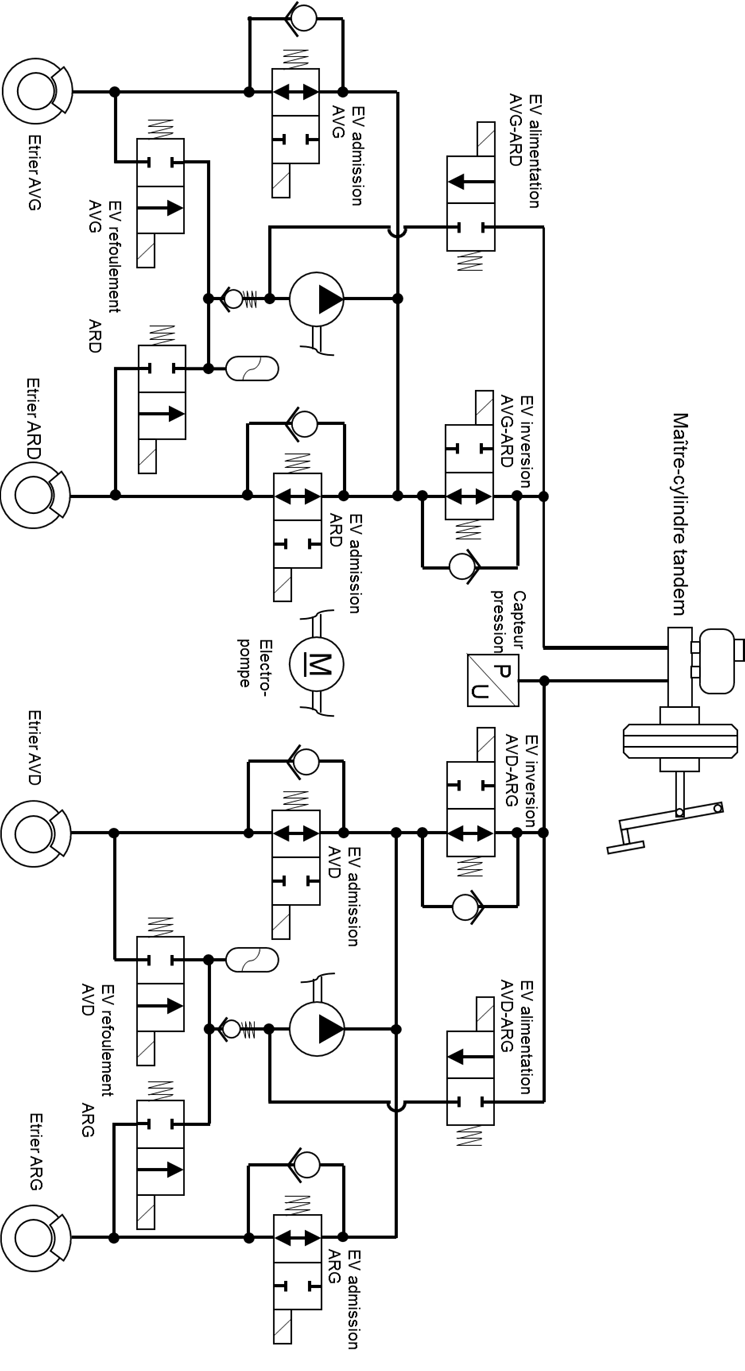 Maître-cylindre tandem
EV alimentation
AVG-ARD
EV inversion
AVG-ARD
Capteur
pression
P
U
EV inversion
AVD-ARG
EV alimentation
AVD-ARG
EV admission
AVG
EV admission
ARD
EV admission
AVD
EV admission
ARG
M
Electro-
pompe
EV refoulement
AVG
ARD
EV refoulement
AVD
ARG
Etrier AVG
Etrier ARD
Etrier AVD
Etrier ARG